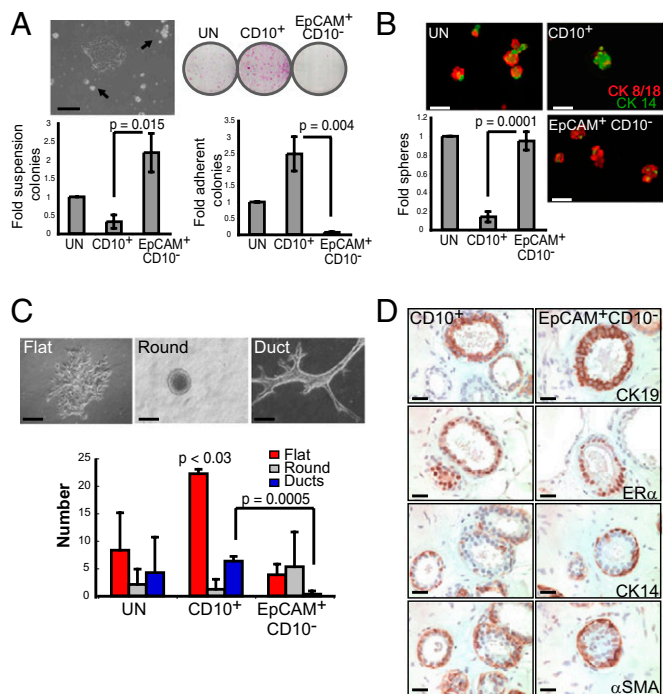 A
UN
CD10+
EpCAM+
CD10-
Fold suspension
colonies
3
2.5
2
1.5
1
0.5
0
p = 0.015
UN
CD10+
EpCAM+
CD10-
Fold adherent
colonies
3.5
3
2.5
2
1.5
1
0.5
0
p = 0.004
UN
CD10+
EpCAM+
CD10-
B
UN
CD10+
CK 8/18
CK 14
EpCAM+ CD10-
Fold spheres
1.2
1
0.8
0.6
0.4
0.2
0
p = 0.0001
UN
CD10+
EpCAM+
CD10-
C
Flat
Round
Duct
Number
25
20
15
10
5
0
p < 0.03
Flat
Round
Ducts
p = 0.0005
UN
CD10+
EpCAM+
CD10-
D
CD10+
EpCAM+CD10-
CK19
ERα
CK14
αSMA